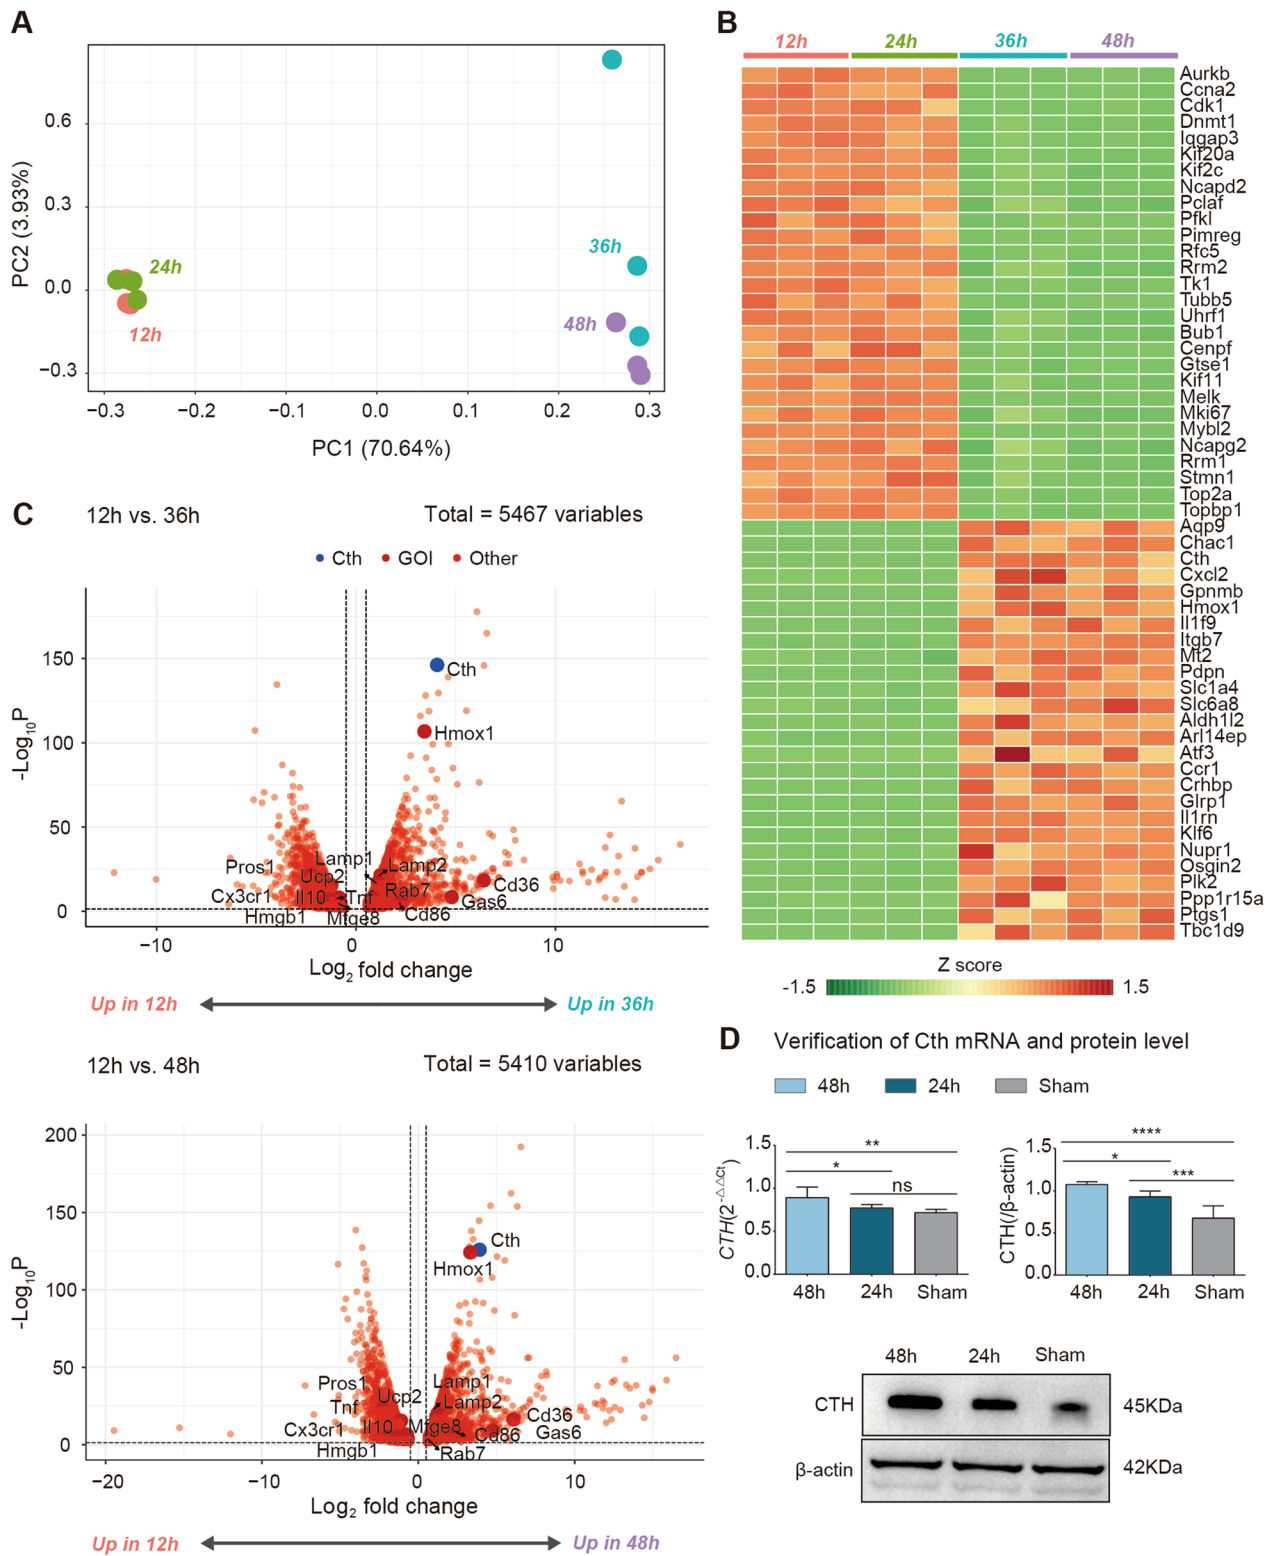 A
0.6
0.3
0.0
−0.3
PC2 (3.93%)
36h
24h
48h
12h
−0.3
−0.2
−0.1
0.0
0.1
0.2
0.3
PC1 (70.64%)
B
12h
24h
36h
48h
Aurkb
Ccna2
Cdk1
Dnmt1
Iqgap3
Kif20a
Kif2c
Ncapd2
Pclaf
Pfkl
Pimreg
Rfc5
Rrm2
Tk1
Tubb5
Uhrf1
Bub1
Cenpf
Gtse1
Kif11
Melk
Mki67
Mybl2
Ncapg2
Rrm1
Stmn1
Top2a
Topbp1
Aqp9
Chac1
Cth
Cxcl2
Gpnmb
Hmox1
Il1f9
Itgb7
Mt2
Pdpn
Slc1a4
Slc6a8
Aldh1l2
Arl14ep
Atf3
Ccr1
Crhbp
Glrp1
Il1rn
Klf6
Nupr1
Osgin2
Plk2
Ppp1r15a
Ptgs1
Tbc1d9
Z score
-1.5
1.5
C
12h vs. 36h
Total = 5467 variables
Cth
GOI
Other
-Log10P
150
100
50
0
Cth
Hmox1
Pros1
Lamp1
Lamp2
Ucp2
Cd36
Cx3cr1
Il10
Tnf
Rab7
Gas6
Hmgb1
Mfge8
Cd86
−10
0
10
Log2 fold change
Up in 12h
Up in 36h
12h vs. 48h
Total = 5410 variables
-Log10P
200
150
100
50
0
Cth
Hmox1
Pros1
Ucp2
Lamp1
Tnf
Lamp2
Cd36
Cx3cr1
Il10
Mfge8
Cd86
Gas6
Hmgb1
Rab7
−20
−10
0
10
Log2 fold change
Up in 12h
Up in 48h
D
Verification of Cth mRNA and protein level
48h
24h
Sham
CTH(2-△△Ct)
1.5
1.0
0.5
0.0
**
*
ns
48h
24h
Sham
CTH(/β-actin)
1.5
1.0
0.5
0.0
****
*
***
48h
24h
Sham
48h
24h
Sham
CTH
45KDa
β-actin
42KDa